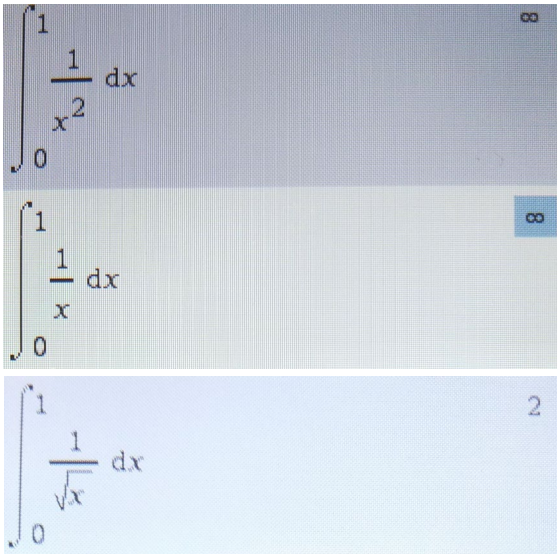 ∫₀¹ 1/x² dx ∞
∫₀¹ 1/x dx ∞
∫₀¹ 1/√x dx 2